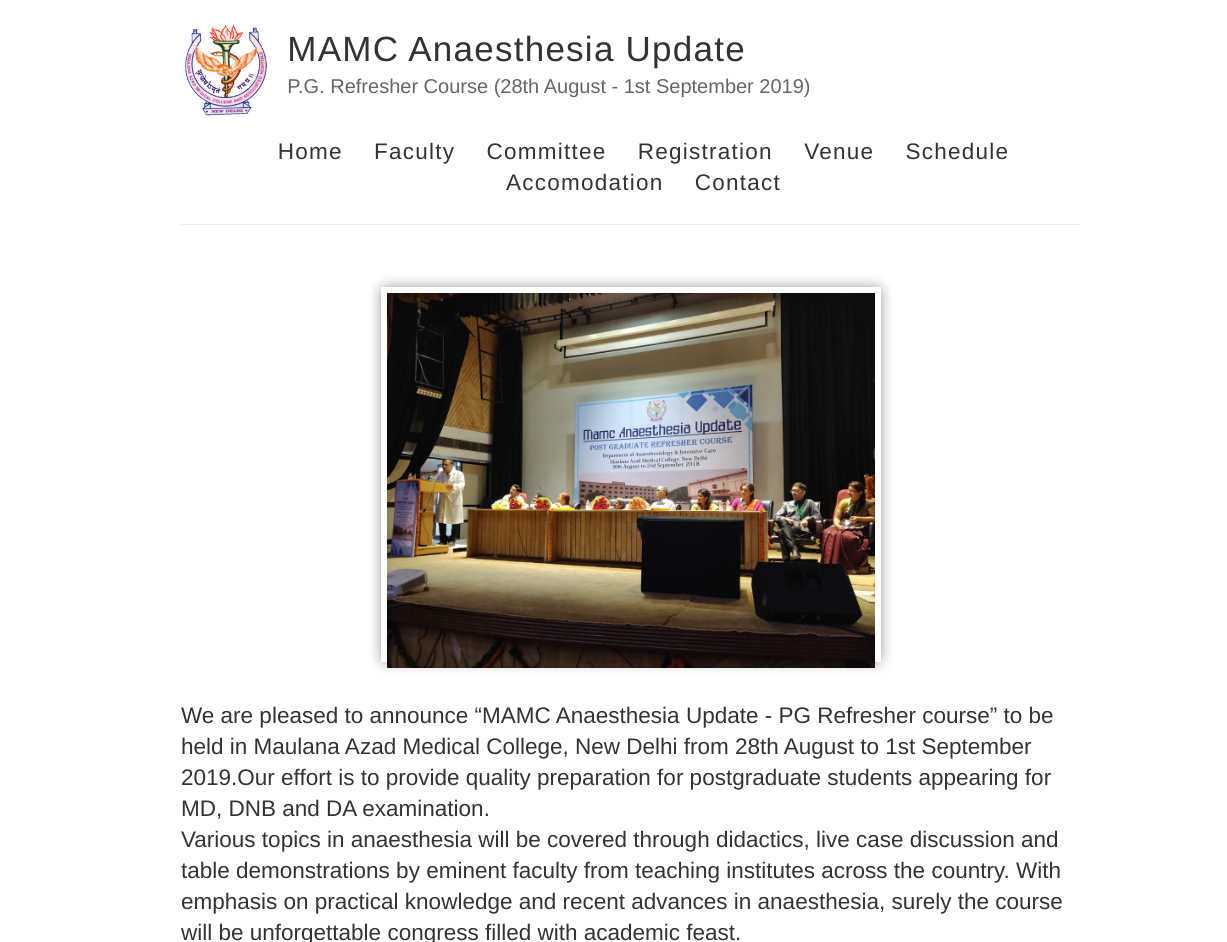 MAMC Anaesthesia Update
P.G. Refresher Course (28th August - 1st September 2019)
NEW DELHI
Home Faculty Committee Registration Venue Schedule
Accomodation Contact
Mamc Anaesthesia Update
POST GRADUATE REFRESHER COURSE
Department of Anaesthesiology & Intensive Care
Maulana Azad Medical College, New Delhi
30th August to 2nd September 2018
We are pleased to announce “MAMC Anaesthesia Update - PG Refresher course” to be
held in Maulana Azad Medical College, New Delhi from 28th August to 1st September
2019.Our effort is to provide quality preparation for postgraduate students appearing for
MD, DNB and DA examination.
Various topics in anaesthesia will be covered through didactics, live case discussion and
table demonstrations by eminent faculty from teaching institutes across the country. With
emphasis on practical knowledge and recent advances in anaesthesia, surely the course
will be unforgettable congress filled with academic feast.